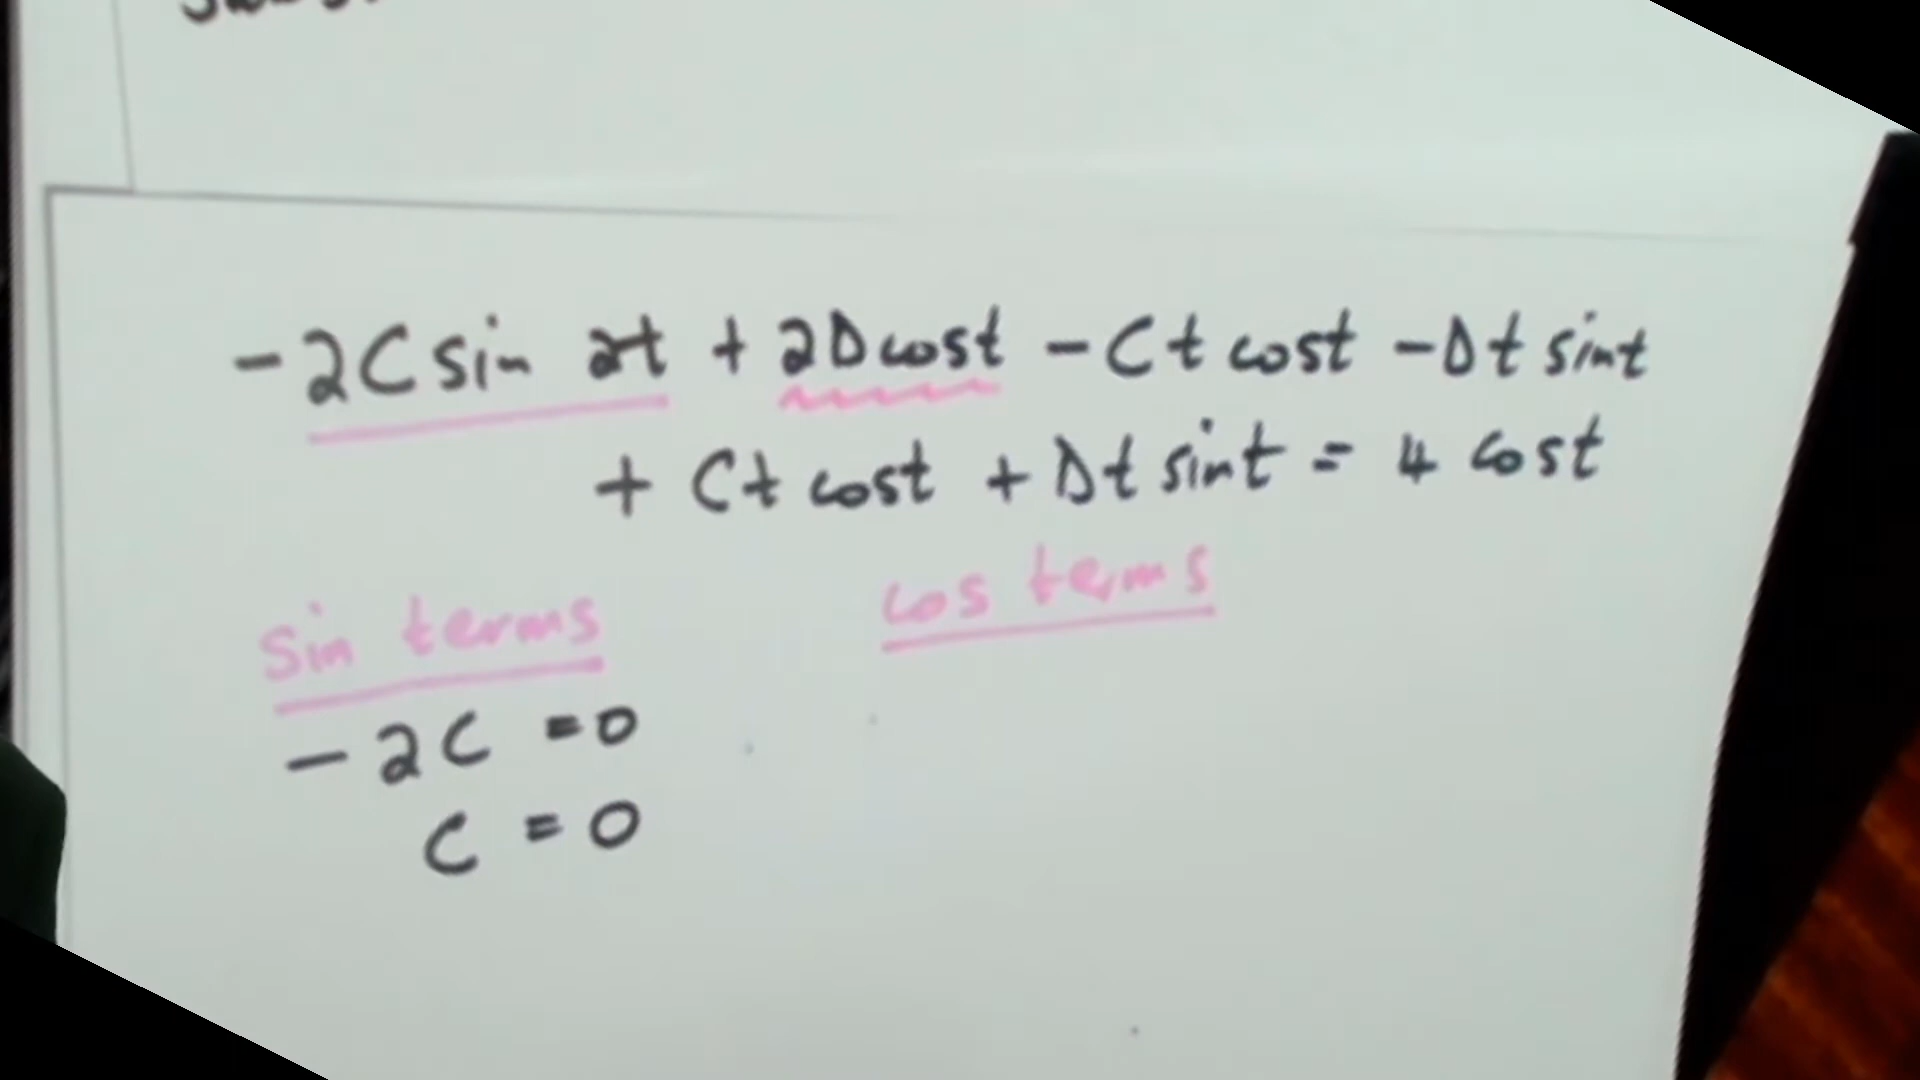 -2C sin 2t + 2D cost - Ct cost - Dt sint
+ Ct cost + Dt sint = 4 cost
sin terms cos terms
-2C = 0
C = 0